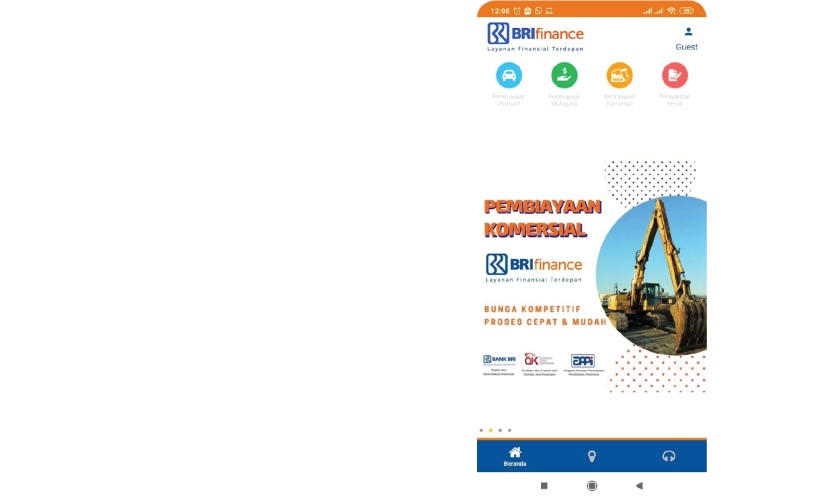 12:08
BRIfinance
Layanan Finansial Terdepan
Guest
Pembiayaan
Otomotif
Pembiayaan
Multiguna
Pembiayaan
Komersial
Persyaratan
Kredit
PEMBIAYAAN
KOMERSIAL
BRIfinance
Layanan Finansial Terdepan
BUNGA KOMPETITIF
PROSES CEPAT & MUDAH
BANK BRI
OJK
APPI
Beranda